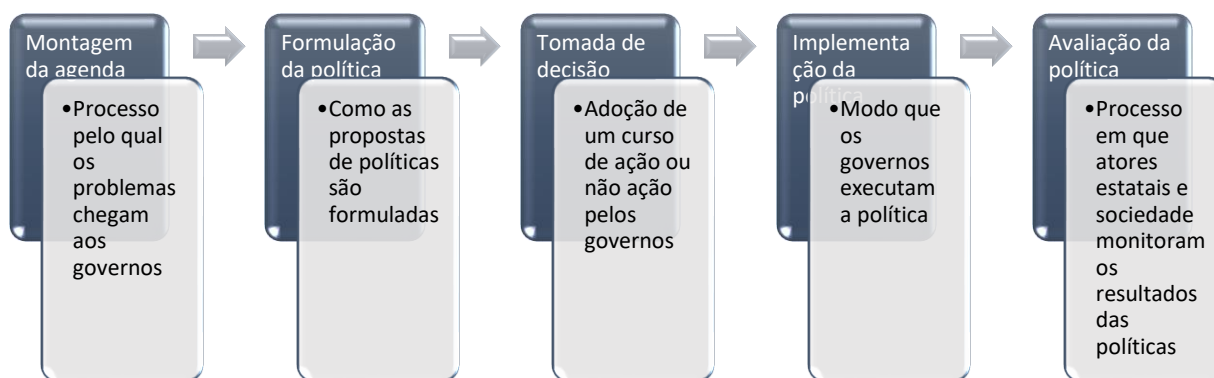 Montagem
da agenda
•Processo
pelo qual
os
problemas
chegam
aos
governos
Formulação
da política
•Como as
propostas
de políticas
são
formuladas
Tomada de
decisão
•Adoção de
um curso
de ação ou
não ação
pelos
governos
Implementa
ção da
política
•Modo que
os
governos
executam
a política
Avaliação da
política
•Processo
em que
atores
estatais e
sociedade
monitoram
os
resultados
das
políticas